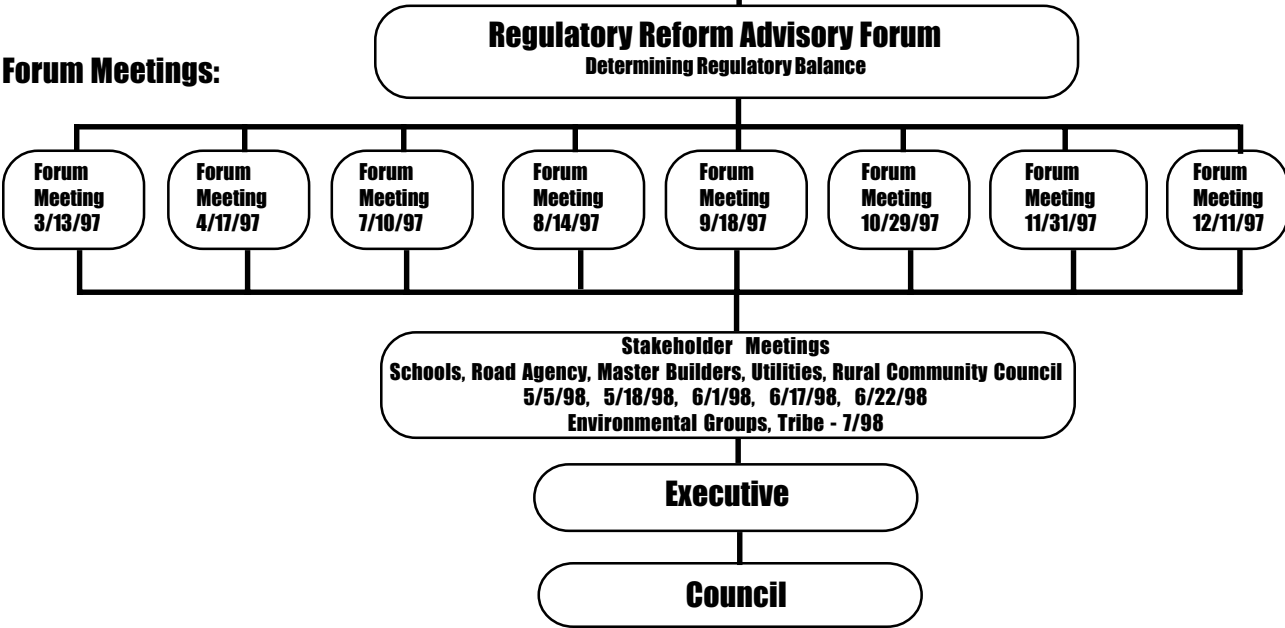 Regulatory Reform Advisory Forum
Determining Regulatory Balance
Forum Meetings:
Forum
Meeting
3/13/97
Forum
Meeting
4/17/97
Forum
Meeting
7/10/97
Forum
Meeting
8/14/97
Forum
Meeting
9/18/97
Forum
Meeting
10/29/97
Forum
Meeting
11/31/97
Forum
Meeting
12/11/97
Stakeholder Meetings
Schools, Road Agency, Master Builders, Utilities, Rural Community Council
5/5/98, 5/18/98, 6/1/98, 6/17/98, 6/22/98
Environmental Groups, Tribe - 7/98
Executive
Council